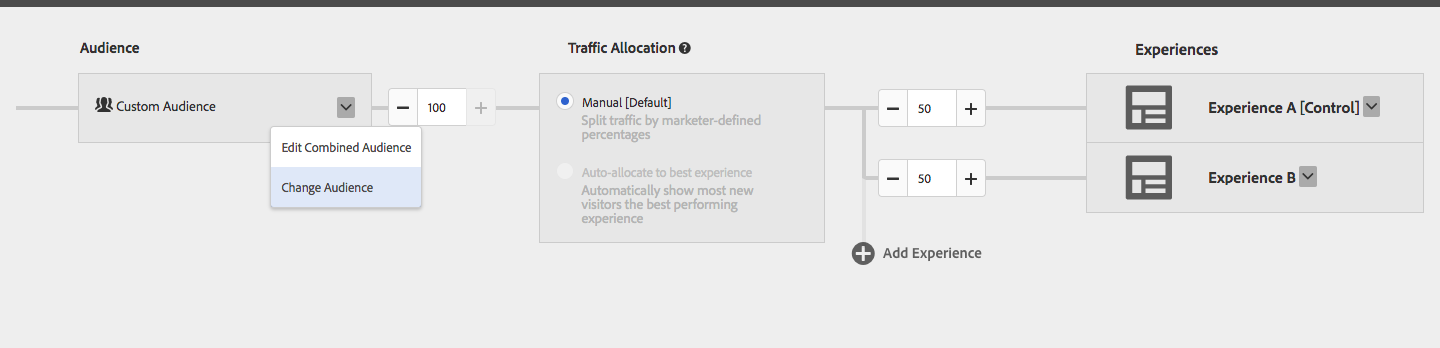 Audience
Traffic Allocation ?
Experiences
Custom Audience
100
Manual [Default]
Split traffic by marketer-defined
percentages
50
Experience A [Control]
Edit Combined Audience
Change Audience
Auto-allocate to best experience
Automatically show most new
visitors the best performing
experience
50
Experience B
Add Experience